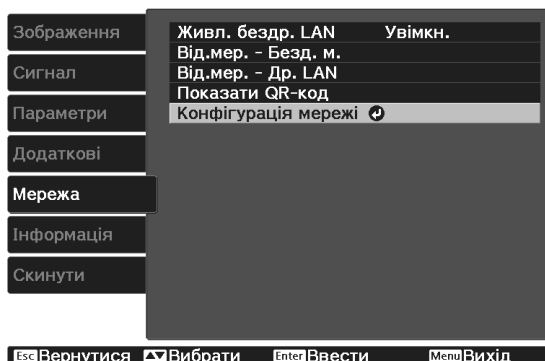 Зображення
Сигнал
Параметри
Додаткові
Мережа
Інформація
Скинути
Живл. бездр. LAN Увімкн.
Від.мер. - Безд. м.
Від.мер. - Др. LAN
Показати QR-код
Конфігурація мережі
Esc Вернутися Вибрати Enter Ввести Menu Вихід